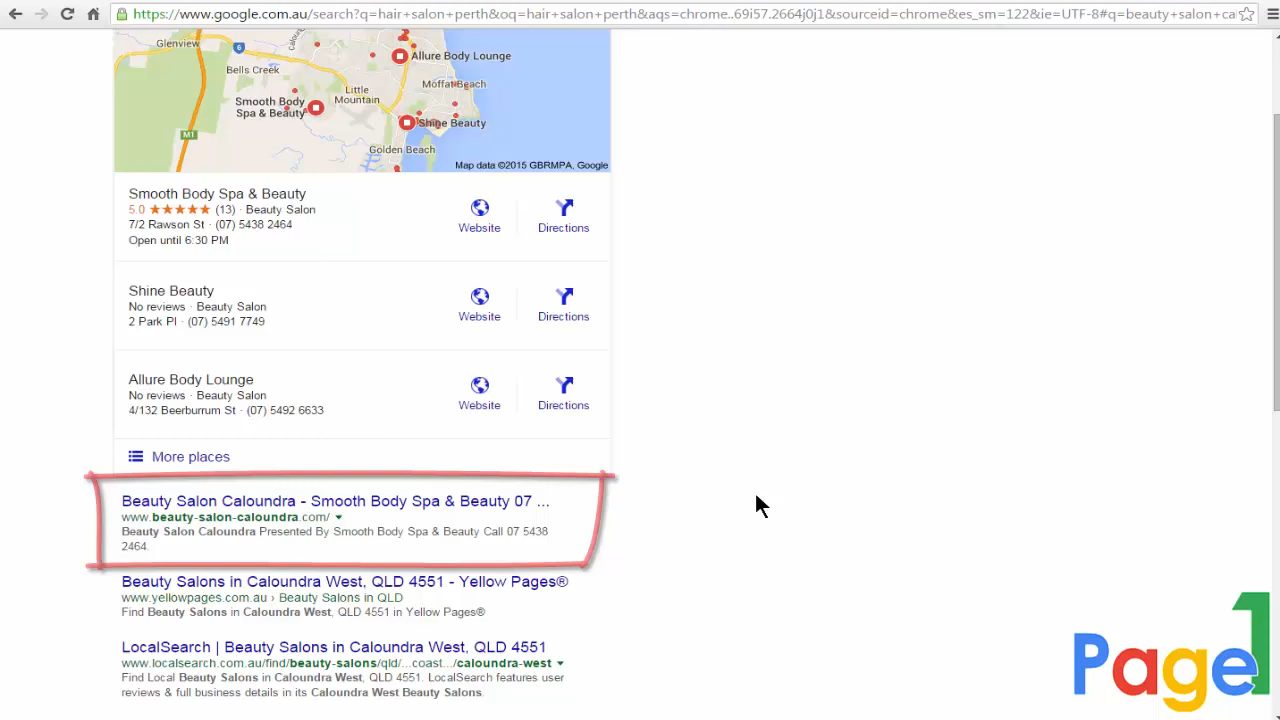 https://www.google.com.au/search?q=hair+salon+perth&oq=hair+salon+perth&aqs=chrome..69i57.2664j0j1&sourceid=chrome&es_sm=122&ie=UTF-8#q=beauty+salon+ca
Glenview
6
Bells Creek
Allure Body Lounge
Moffat Beach
Little
Mountain
Smooth Body
Spa & Beauty
Shine Beauty
M1
Golden Beach
Map data ©2015 GBRMPA, Google
Smooth Body Spa & Beauty
5.0 ★★★★★ (13) · Beauty Salon
7/2 Rawson St · (07) 5438 2464
Open until 6:30 PM
Website
Directions
Shine Beauty
No reviews · Beauty Salon
2 Park Pl · (07) 5491 7749
Website
Directions
Allure Body Lounge
No reviews · Beauty Salon
4/132 Beerburrum St · (07) 5492 6633
Website
Directions
More places
Beauty Salon Caloundra - Smooth Body Spa & Beauty 07 ...
www.beauty-salon-caloundra.com/
Beauty Salon Caloundra Presented By Smooth Body Spa & Beauty Call 07 5438
2464.
Beauty Salons in Caloundra West, QLD 4551 - Yellow Pages®
www.yellowpages.com.au › Beauty Salons in QLD
Find Beauty Salons in Caloundra West, QLD 4551 in Yellow Pages®
LocalSearch | Beauty Salons in Caloundra West, QLD 4551
www.localsearch.com.au/find/beauty-salons/qld/...coast.../caloundra-west
Find Local Beauty Salons in Caloundra West, QLD 4551. LocalSearch features user
reviews & full business details in its Caloundra West Beauty Salons.
Page1